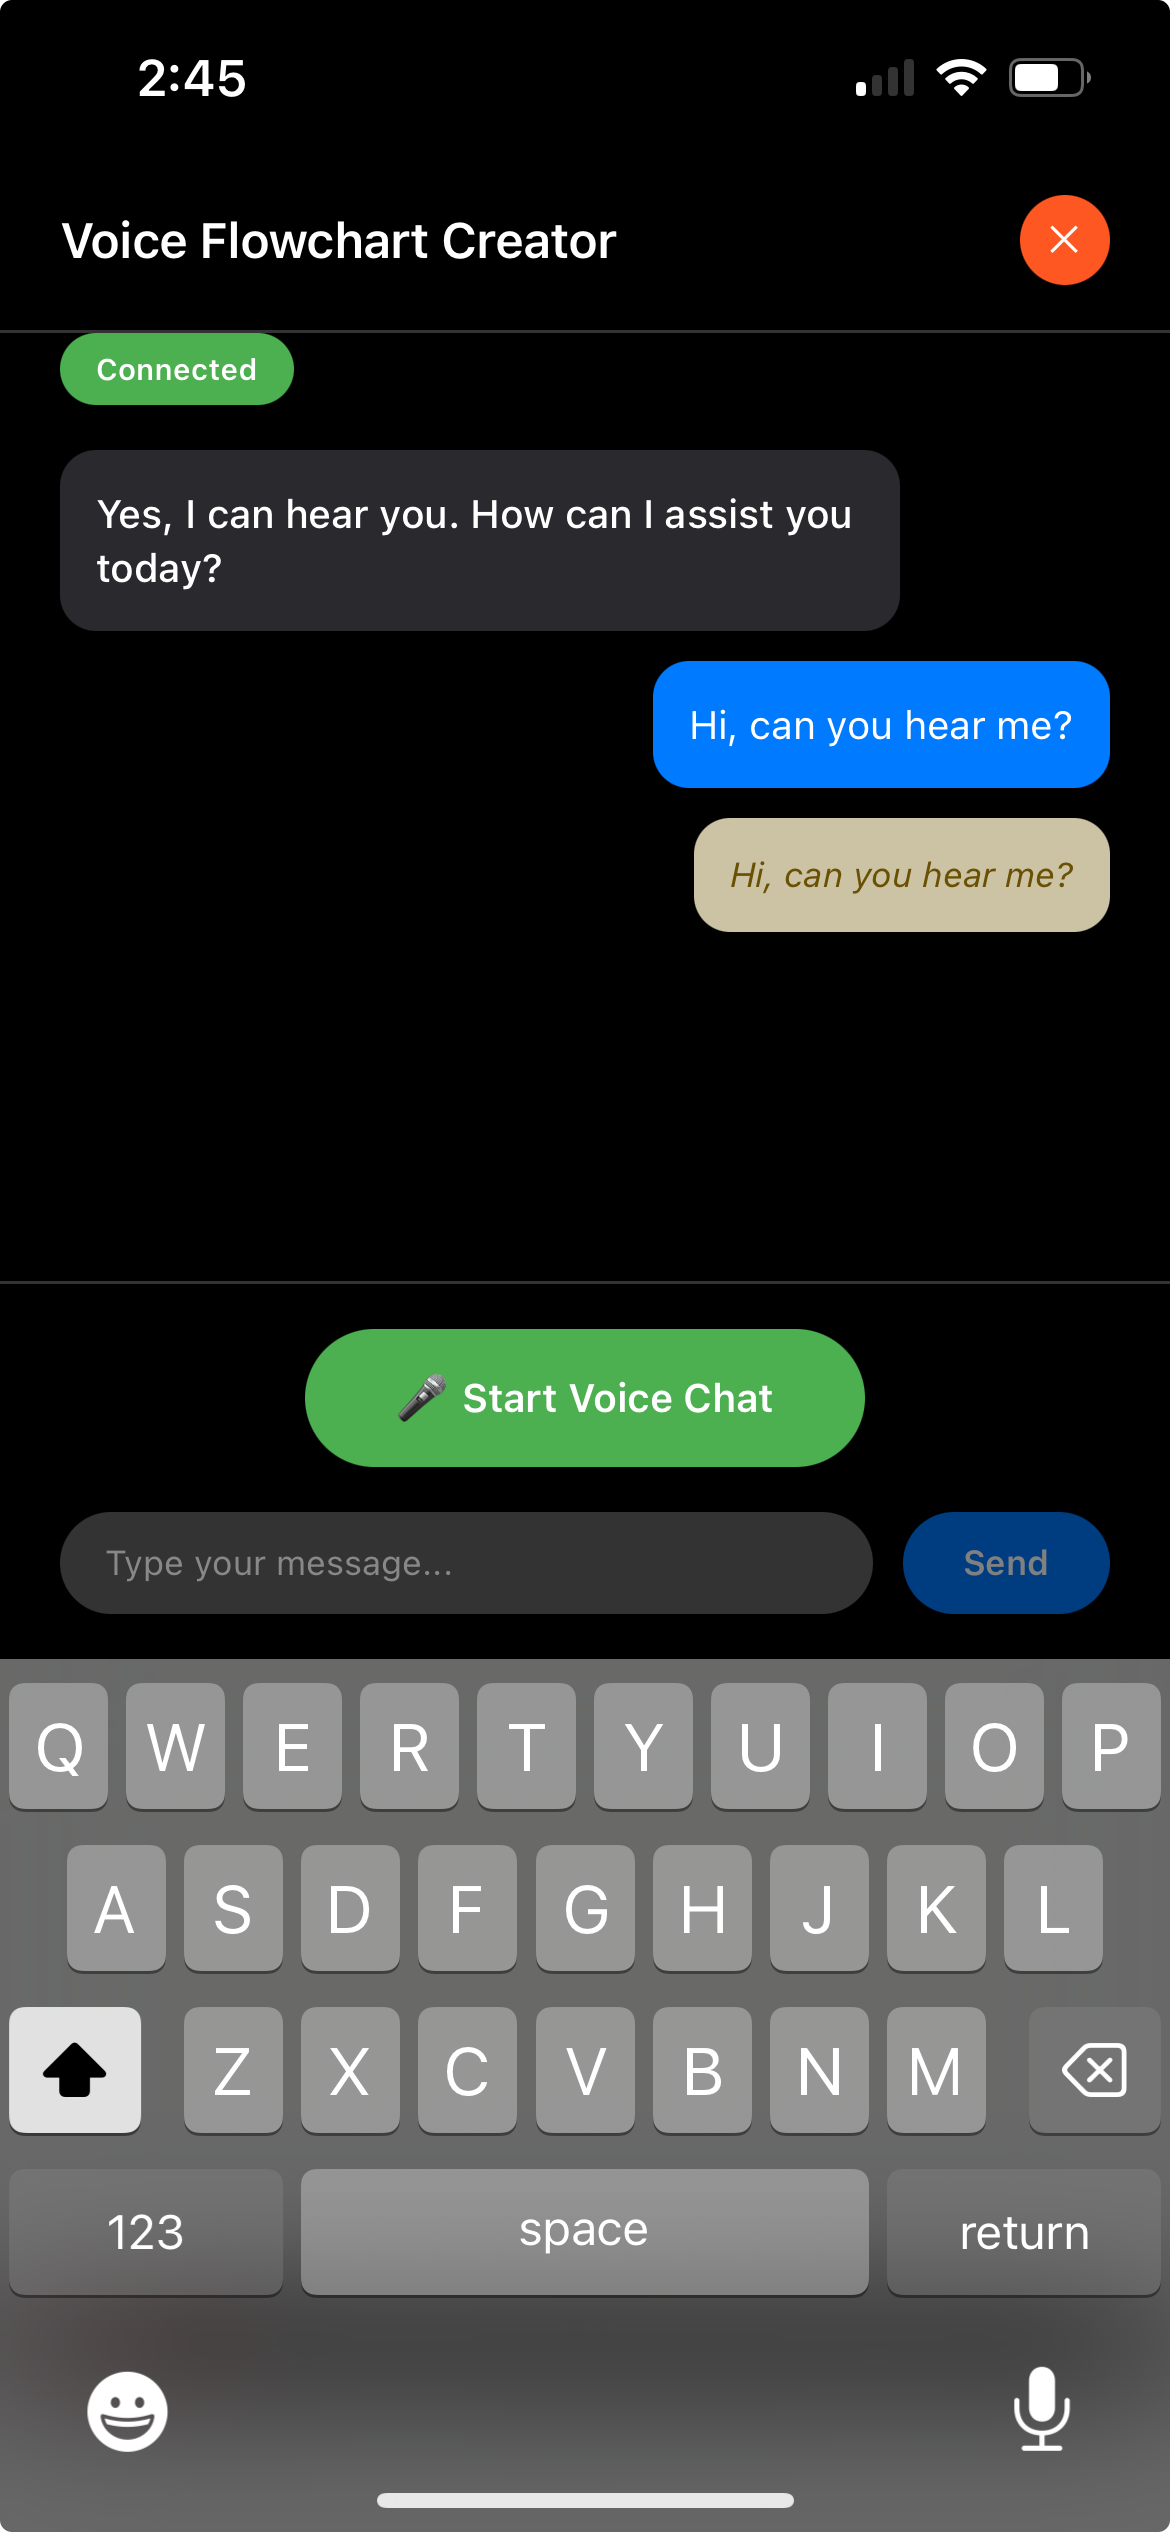 2:45
Voice Flowchart Creator
Connected
Yes, I can hear you. How can I assist you
today?
Hi, can you hear me?
Hi, can you hear me?
🎤 Start Voice Chat
Type your message...
Send
Q W E R T Y U I O P
A S D F G H J K L
Z X C V B N M
123 space return